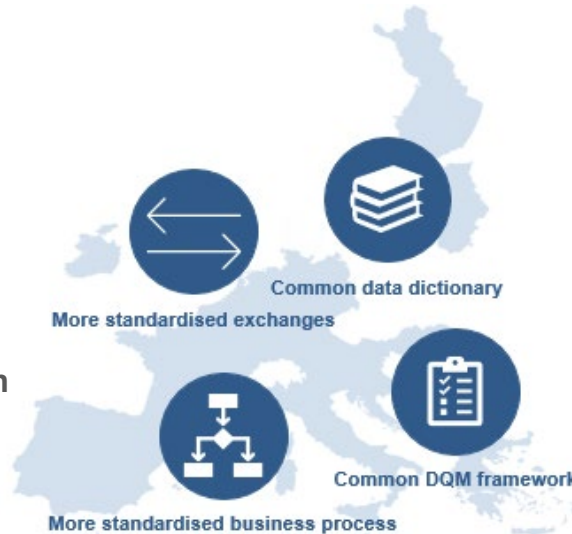 Common data dictionary
More standardised exchanges
Common DQM framework
More standardised business process